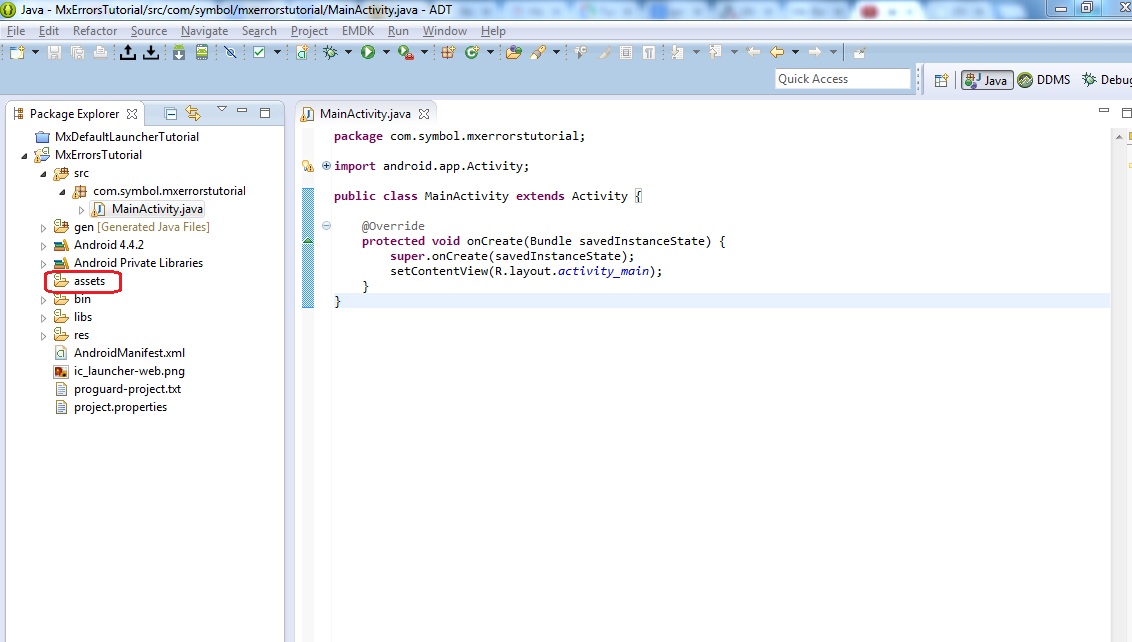 Java - MxErrorsTutorial/src/com/symbol/mxerrorstutorial/MainActivity.java - ADT
File Edit Refactor Source Navigate Search Project EMDK Run Window Help
Quick Access
Java
DDMS
Debug
Package Explorer
MxDefaultLauncherTutorial
MxErrorsTutorial
src
com.symbol.mxerrorstutorial
MainActivity.java
gen [Generated Java Files]
Android 4.4.2
Android Private Libraries
assets
bin
libs
res
AndroidManifest.xml
ic_launcher-web.png
proguard-project.txt
project.properties
MainActivity.java
package com.symbol.mxerrorstutorial;
import android.app.Activity;
public class MainActivity extends Activity {
@Override
protected void onCreate(Bundle savedInstanceState) {
super.onCreate(savedInstanceState);
setContentView(R.layout.activity_main);
}
}